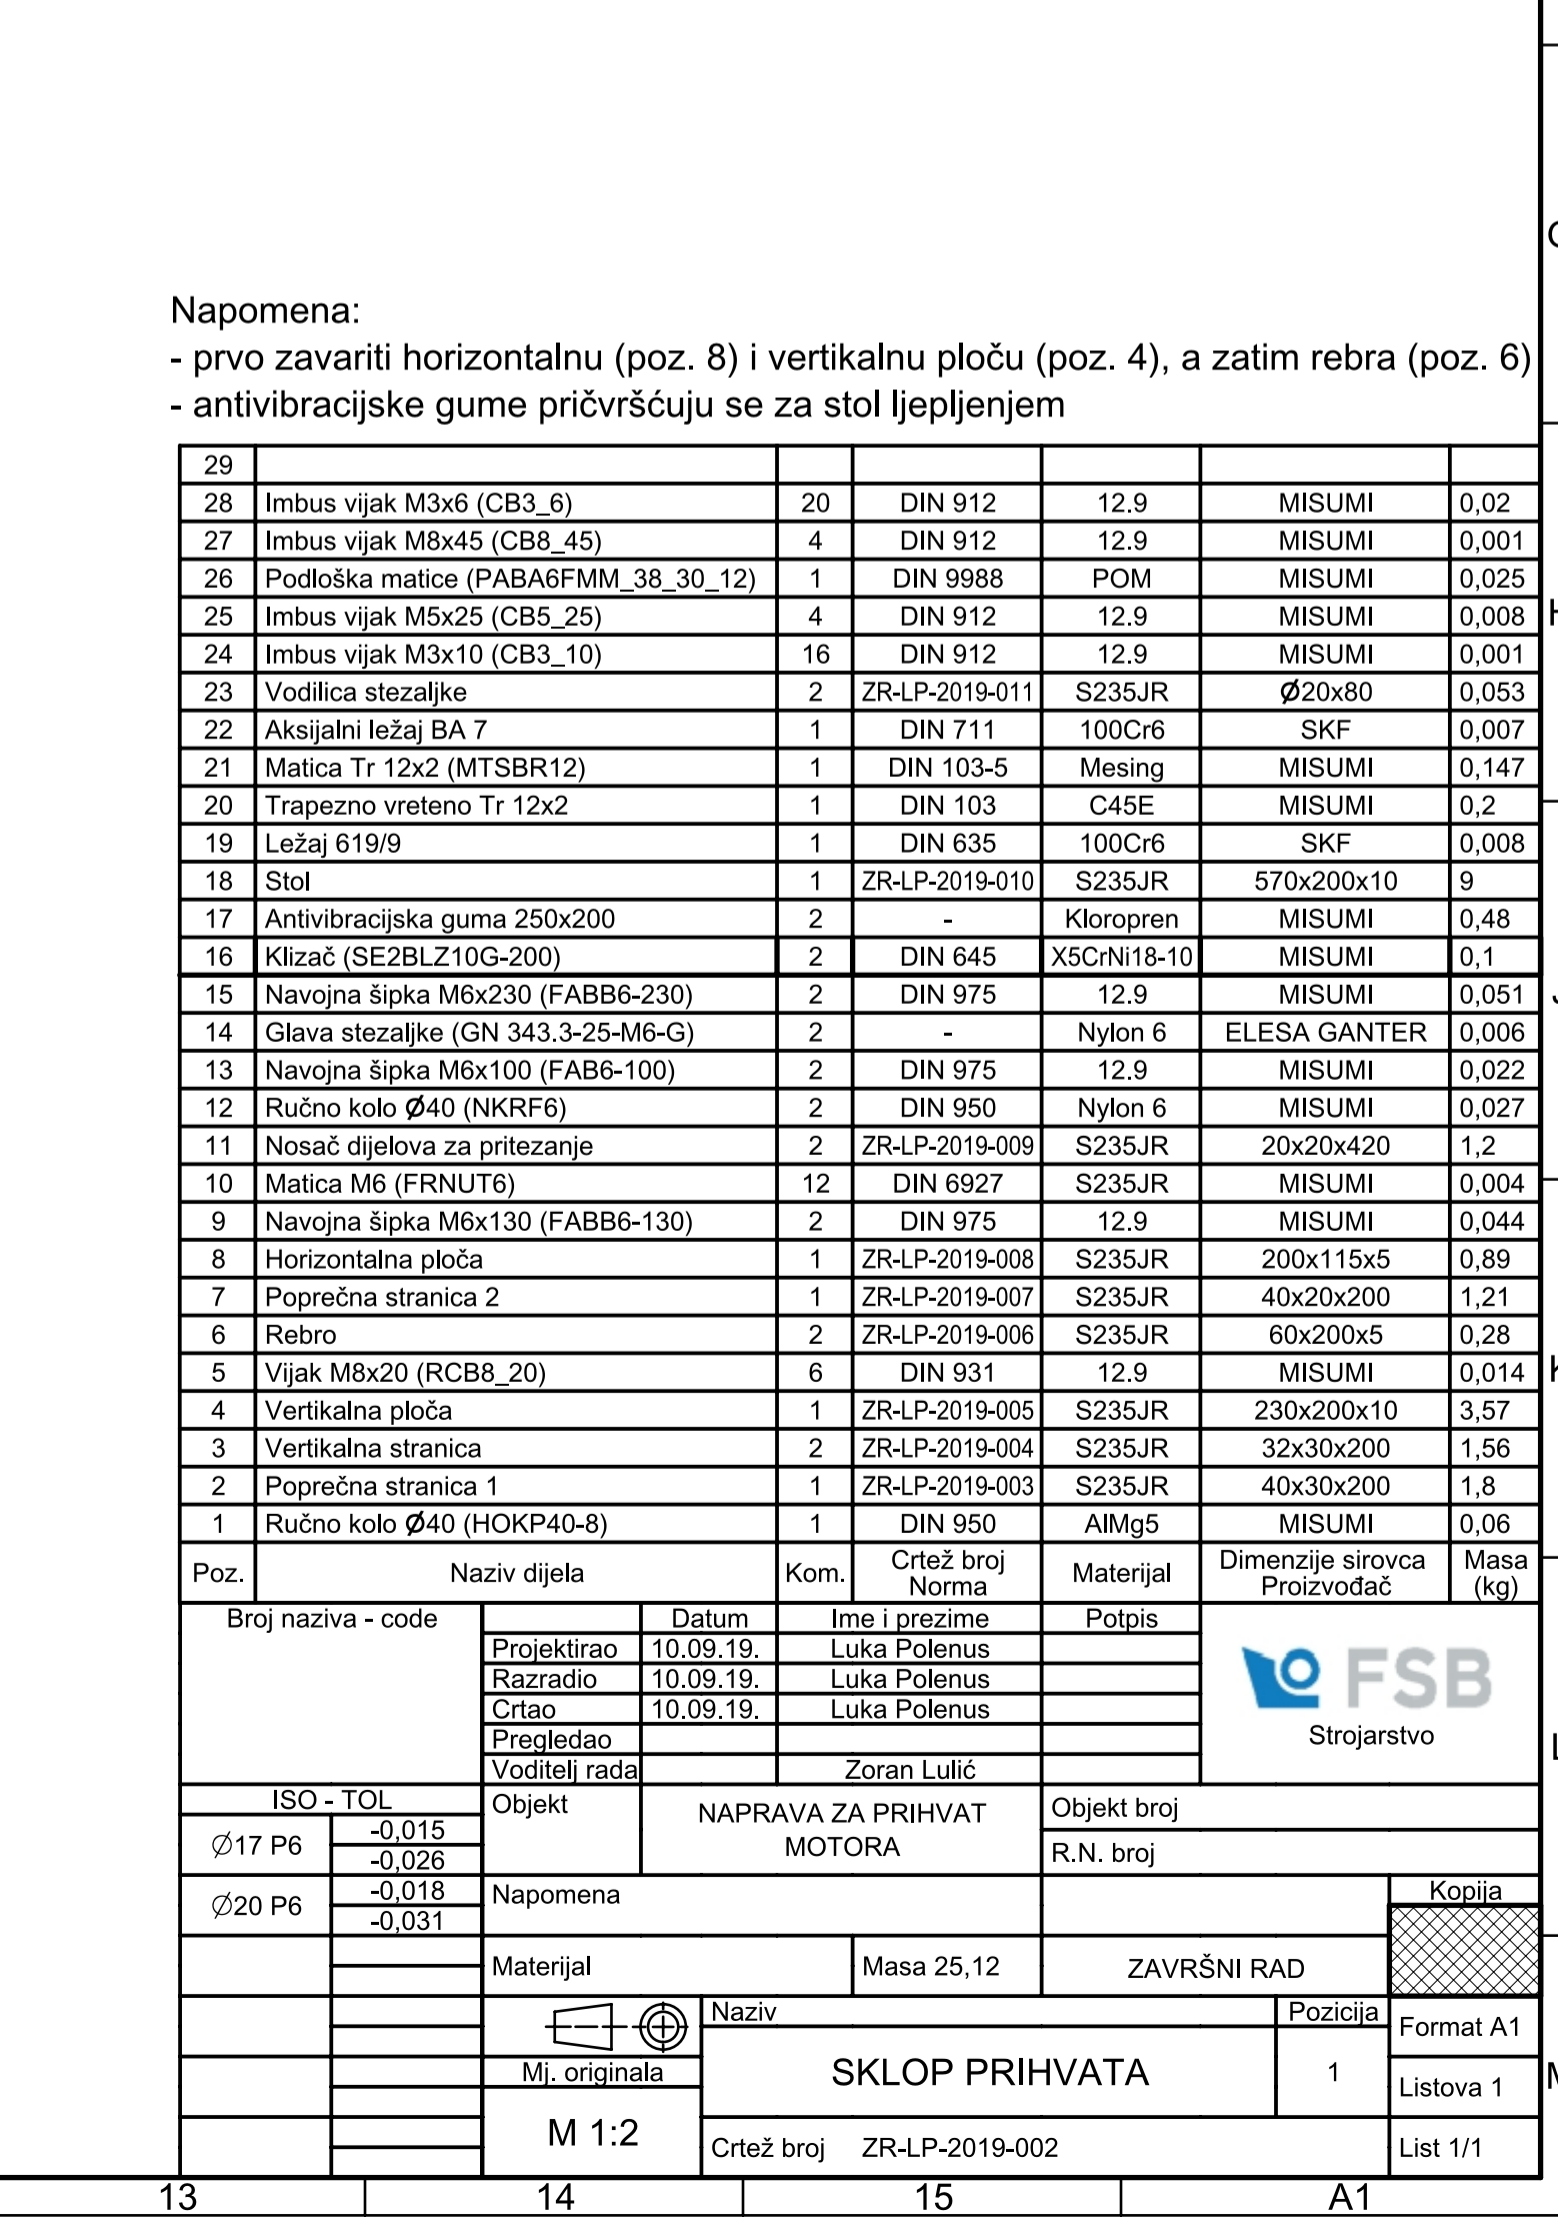 Napomena:
- prvo zavariti horizontalnu (poz. 8) i vertikalnu ploču (poz. 4), a zatim rebra (poz. 6)
- antivibracijske gume pričvršćuju se za stol ljepljenjem
29
28 Imbus vijak M3x6 (CB3_6) 20 DIN 912 12.9 MISUMI 0,02
27 Imbus vijak M8x45 (CB8_45) 4 DIN 912 12.9 MISUMI 0,001
26 Podloška matice (PABA6FMM_38_30_12) 1 DIN 9988 POM MISUMI 0,025
25 Imbus vijak M5x25 (CB5_25) 4 DIN 912 12.9 MISUMI 0,008
24 Imbus vijak M3x10 (CB3_10) 16 DIN 912 12.9 MISUMI 0,001
23 Vodilica stezaljke 2 ZR-LP-2019-011 S235JR Ø20x80 0,053
22 Aksijalni ležaj BA 7 1 DIN 711 100Cr6 SKF 0,007
21 Matica Tr 12x2 (MTSBR12) 1 DIN 103-5 Mesing MISUMI 0,147
20 Trapezno vreteno Tr 12x2 1 DIN 103 C45E MISUMI 0,2
19 Ležaj 619/9 1 DIN 635 100Cr6 SKF 0,008
18 Stol 1 ZR-LP-2019-010 S235JR 570x200x10 9
17 Antivibracijska guma 250x200 2 - Kloropren MISUMI 0,48
16 Klizač (SE2BLZ10G-200) 2 DIN 645 X5CrNi18-10 MISUMI 0,1
15 Navojna šipka M6x230 (FABB6-230) 2 DIN 975 12.9 MISUMI 0,051
14 Glava stezaljke (GN 343.3-25-M6-G) 2 - Nylon 6 ELESA GANTER 0,006
13 Navojna šipka M6x100 (FAB6-100) 2 DIN 975 12.9 MISUMI 0,022
12 Ručno kolo Ø40 (NKRF6) 2 DIN 950 Nylon 6 MISUMI 0,027
11 Nosač dijelova za pritezanje 2 ZR-LP-2019-009 S235JR 20x20x420 1,2
10 Matica M6 (FRNUT6) 12 DIN 6927 S235JR MISUMI 0,004
9 Navojna šipka M6x130 (FABB6-130) 2 DIN 975 12.9 MISUMI 0,044
8 Horizontalna ploča 1 ZR-LP-2019-008 S235JR 200x115x5 0,89
7 Poprečna stranica 2 1 ZR-LP-2019-007 S235JR 40x20x200 1,21
6 Rebro 2 ZR-LP-2019-006 S235JR 60x200x5 0,28
5 Vijak M8x20 (RCB8_20) 6 DIN 931 12.9 MISUMI 0,014
4 Vertikalna ploča 1 ZR-LP-2019-005 S235JR 230x200x10 3,57
3 Vertikalna stranica 2 ZR-LP-2019-004 S235JR 32x30x200 1,56
2 Poprečna stranica 1 1 ZR-LP-2019-003 S235JR 40x30x200 1,8
1 Ručno kolo Ø40 (HOKP40-8) 1 DIN 950 AlMg5 MISUMI 0,06
Poz. Naziv dijela Kom. Crtež broj Norma Materijal Dimenzije sirovca Proizvođač Masa (kg)
Broj naziva - code Datum Ime i prezime Potpis
Projektirao 10.09.19. Luka Polenus
Razradio 10.09.19. Luka Polenus
Crtao 10.09.19. Luka Polenus
Pregledao
Voditelj rada Zoran Lulić
FSB
Strojarstvo
ISO - TOL
Ø17 P6 -0,015
-0,026
Ø20 P6 -0,018
-0,031
Objekt NAPRAVA ZA PRIHVAT
MOTORA
Objekt broj
R.N. broj
Napomena
Kopija
Materijal Masa 25,12 ZAVRŠNI RAD
Naziv Pozicija Format A1
SKLOP PRIHVATA 1
Mj. originala Listova 1
M 1:2
Crtež broj ZR-LP-2019-002 List 1/1
13 14 15 A1